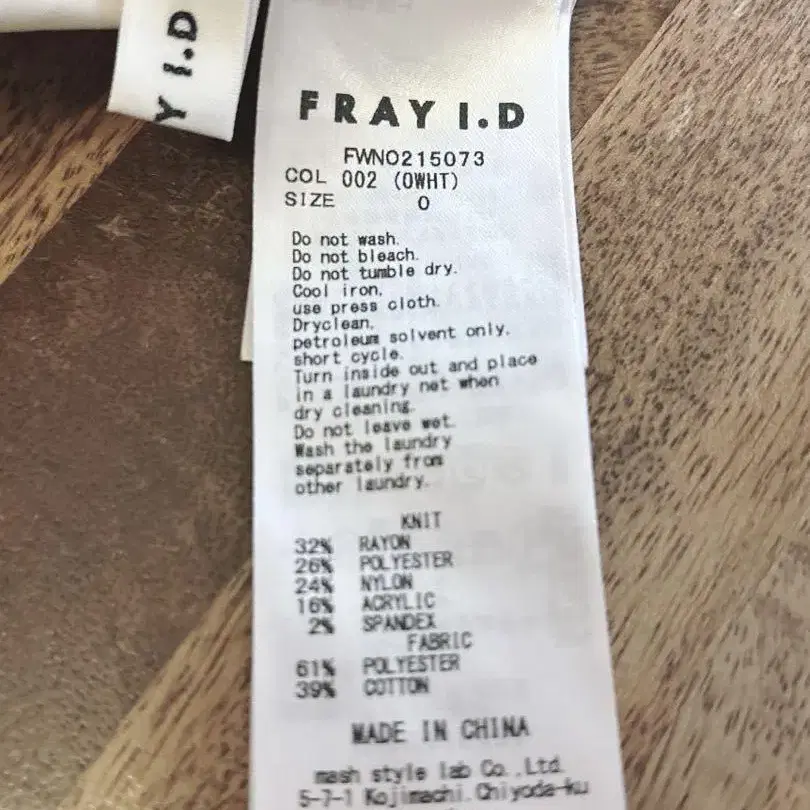 Y I.D
FRAY I.D
FWNO215073
COL 002 (OWHT)
SIZE 0
Do not wash.
Do not bleach.
Do not tumble dry.
Cool iron,
use press cloth.
Dryclean,
petroleum solvent only,
short cycle.
Turn inside out and place
in a laundry net when
dry cleaning.
Do not leave wet.
Wash the laundry
separately from
other laundry.
KNIT
32% RAYON
26% POLYESTER
24% NYLON
16% ACRYLIC
2% SPANDEX
FABRIC
61% POLYESTER
39% COTTON
MADE IN CHINA
mash style lab Co.,Ltd.
5-7-1 Kojimachi,Chiyoda-ku